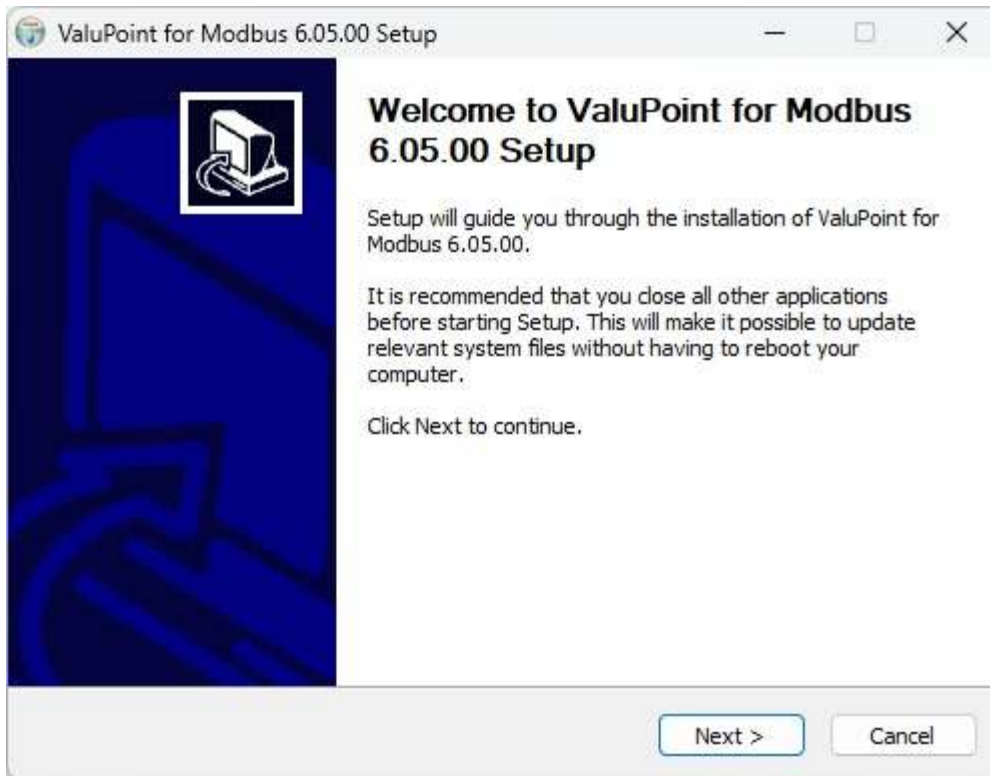 ValuPoint for Modbus 6.05.00 Setup
Welcome to ValuPoint for Modbus
6.05.00 Setup
Setup will guide you through the installation of ValuPoint for
Modbus 6.05.00.
It is recommended that you close all other applications
before starting Setup. This will make it possible to update
relevant system files without having to reboot your
computer.
Click Next to continue.
Next >
Cancel